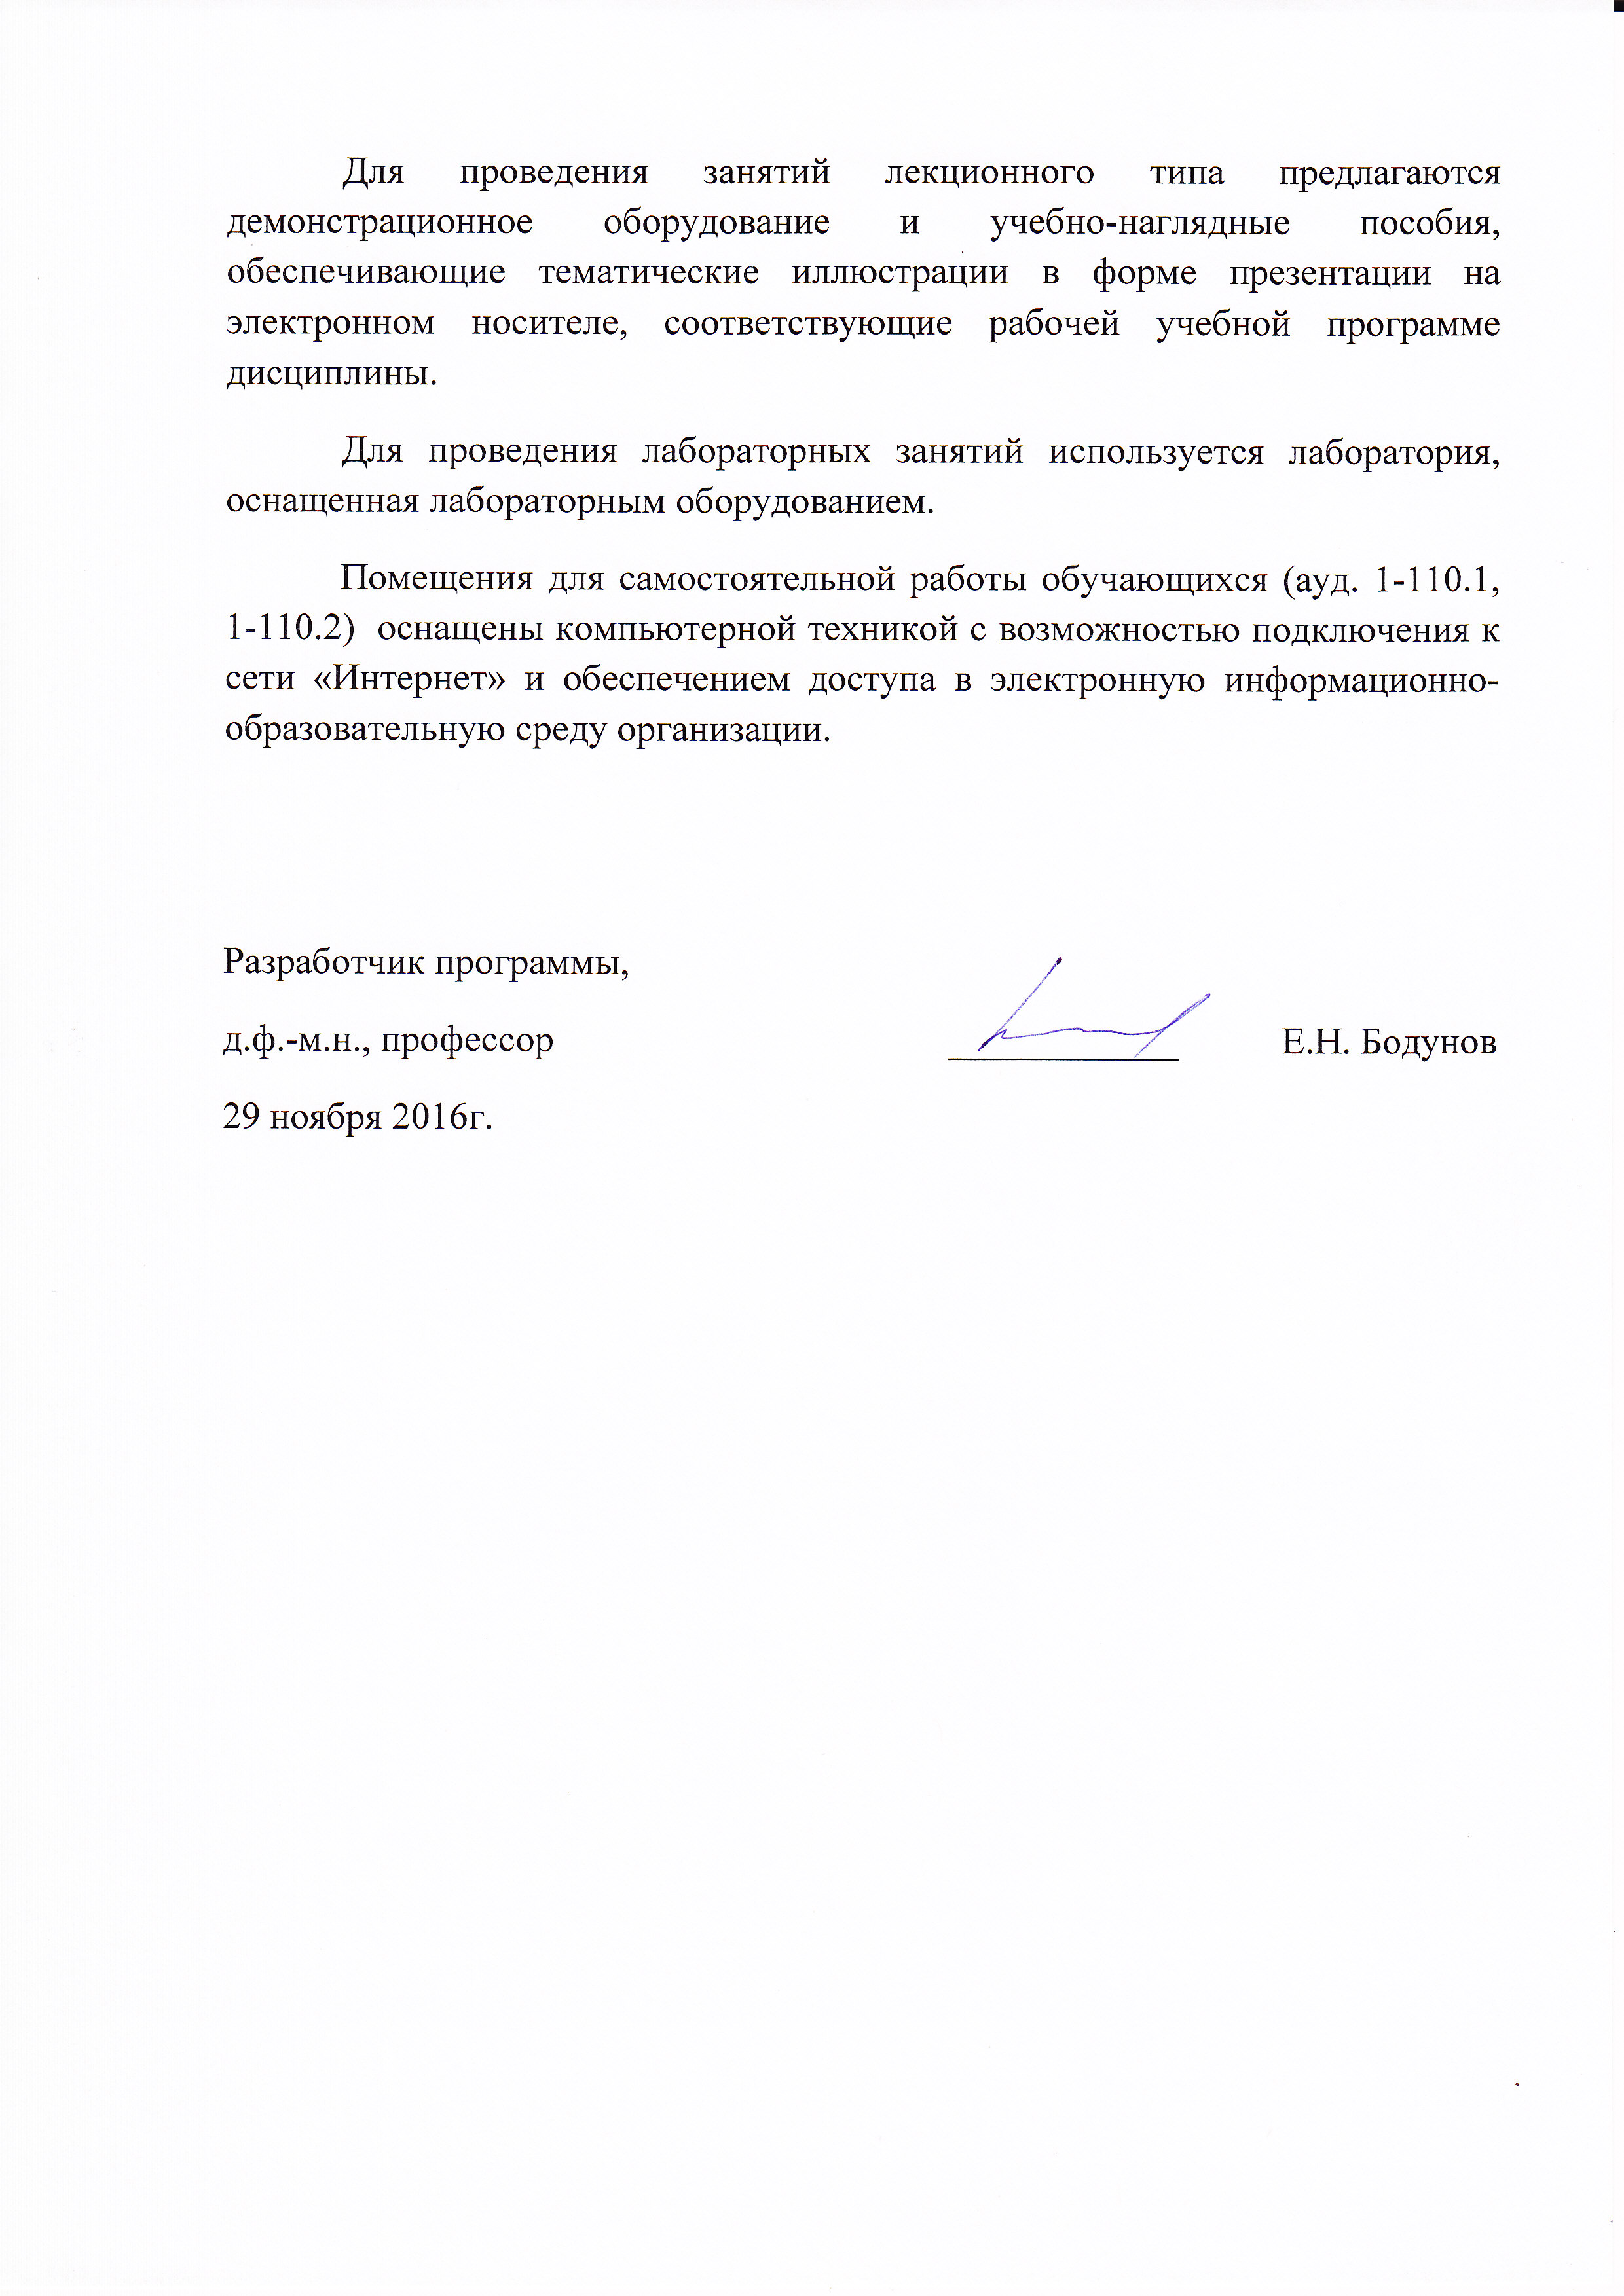 Для проведения занятий лекционного типа предлагаются
демонстрационное оборудование и учебно-наглядные пособия,
обеспечивающие тематические иллюстрации в форме презентации на
электронном носителе, соответствующие рабочей учебной программе
дисциплины.
Для проведения лабораторных занятий используется лаборатория,
оснащенная лабораторным оборудованием.
Помещения для самостоятельной работы обучающихся (ауд. 1-110.1,
1-110.2) оснащены компьютерной техникой с возможностью подключения к
сети «Интернет» и обеспечением доступа в электронную информационно-
образовательную среду организации.
Разработчик программы,
д.ф.-м.н., профессор Е.Н. Бодунов
29 ноября 2016г.